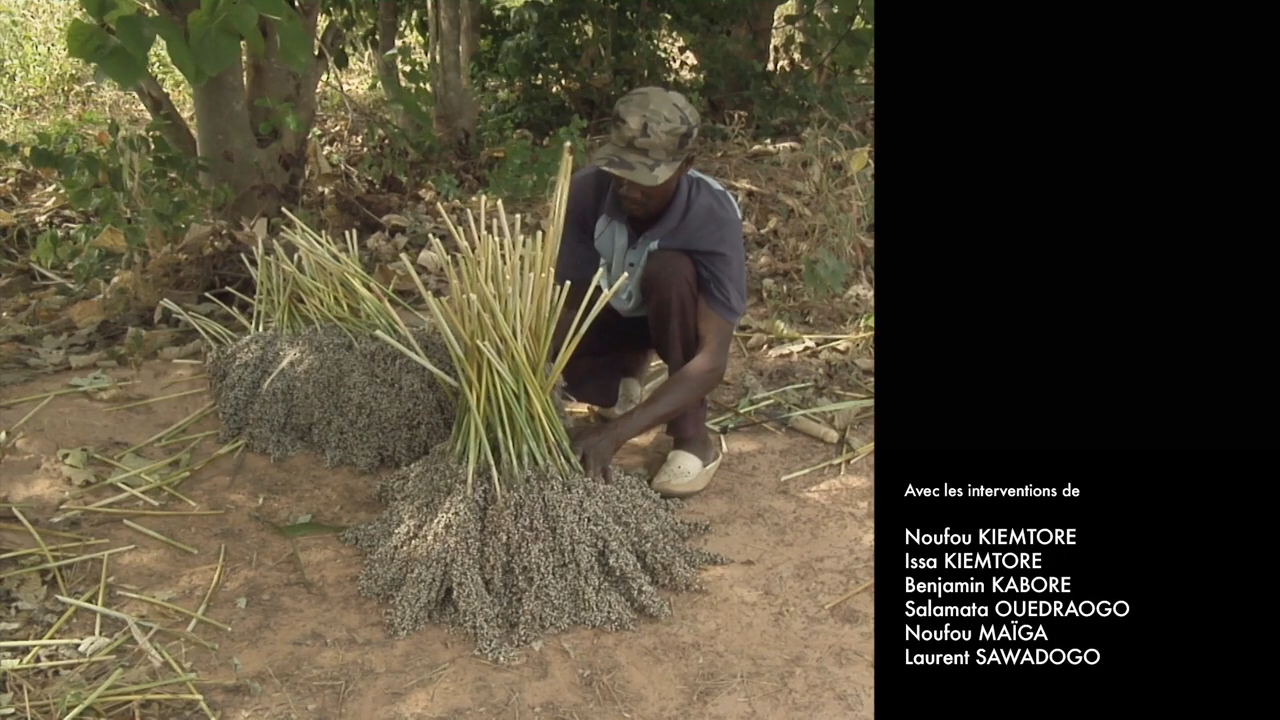 Avec les interventions de
Noufou KIEMTORE
Issa KIEMTORE
Benjamin KABORE
Salamata OUEDRAOGO
Noufou MAÏGA
Laurent SAWADOGO